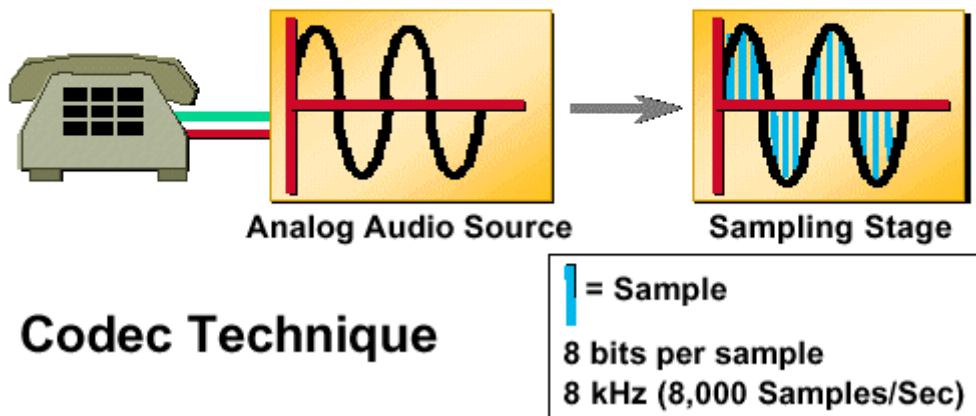 Analog Audio Source
Sampling Stage
Codec Technique
= Sample
8 bits per sample
8 kHz (8,000 Samples/Sec)